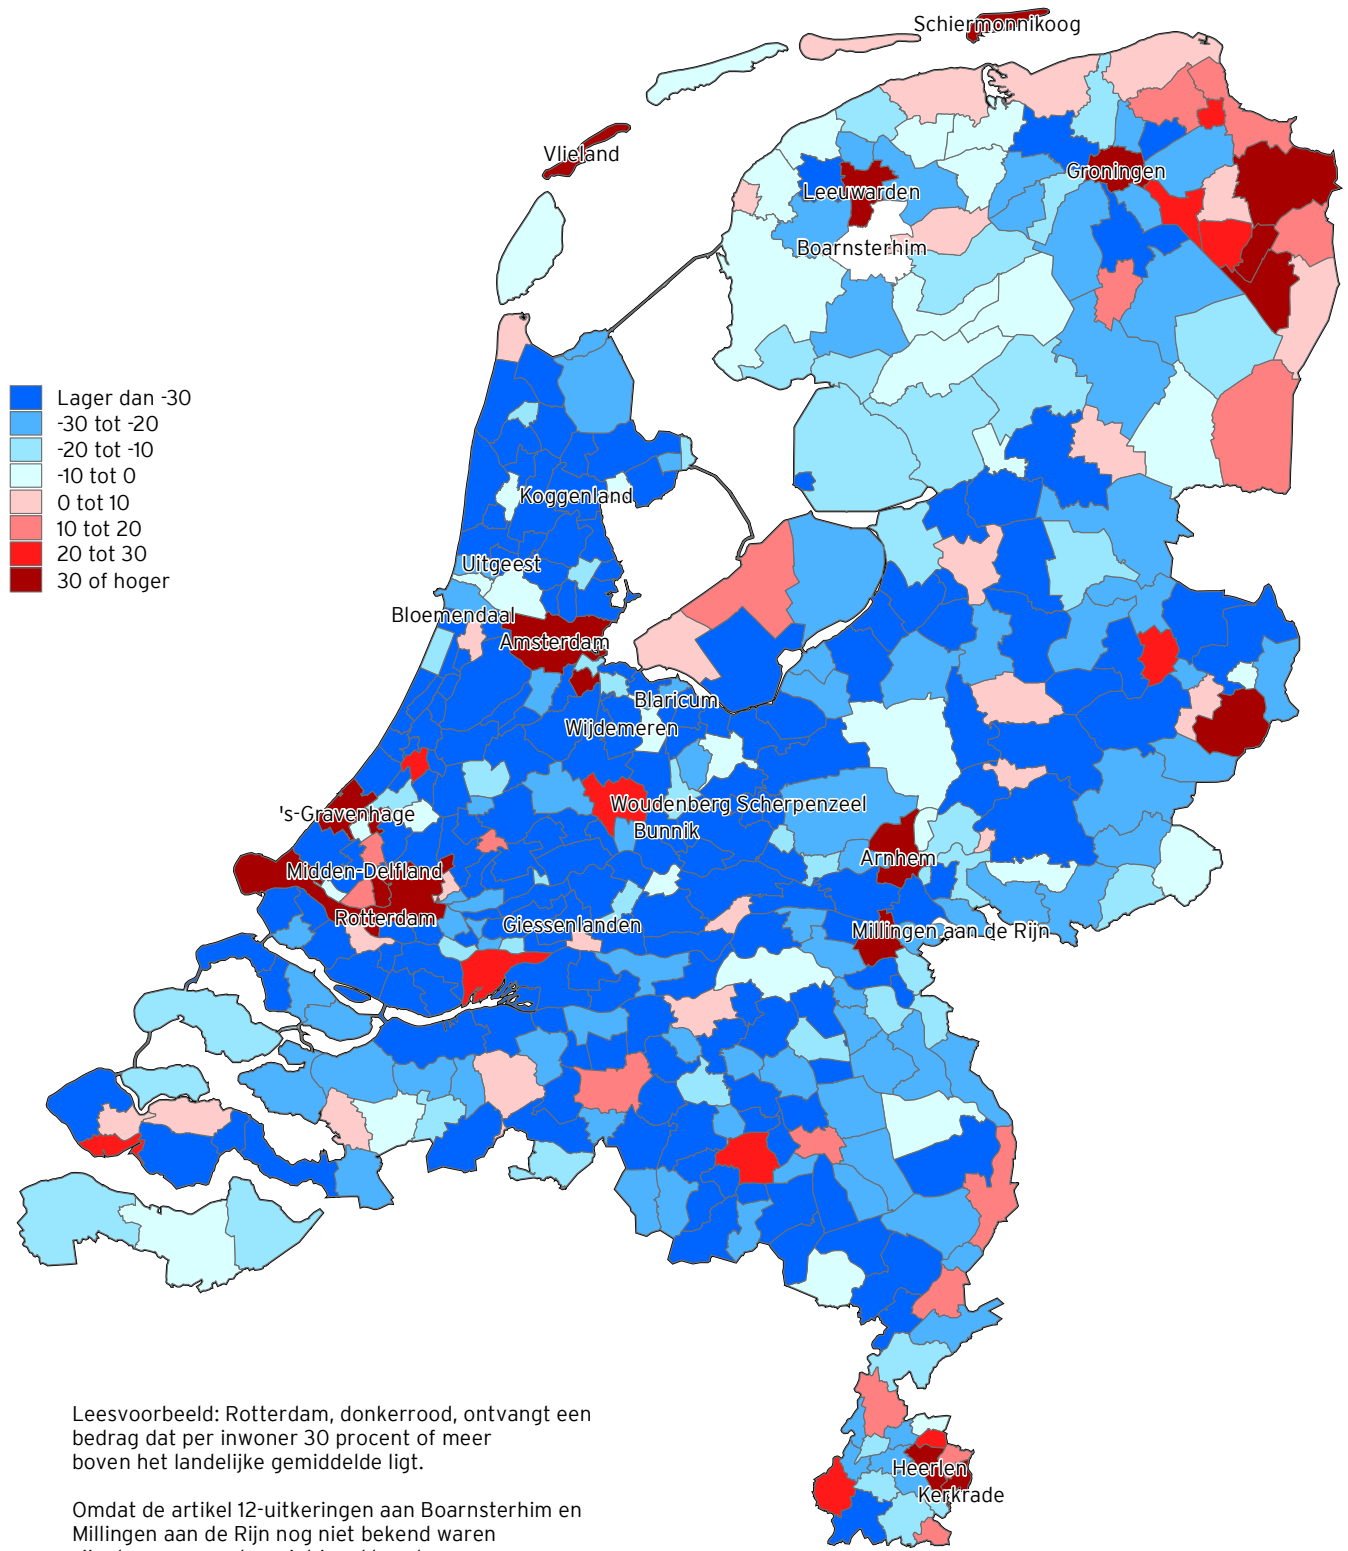 Schiermonnikoog
Vlieland
Groningen
Leeuwarden
Boarnsterhim
Lager dan -30
-30 tot -20
-20 tot -10
-10 tot 0
0 tot 10
10 tot 20
20 tot 30
30 of hoger
Koggenland
Uitgeest
Bloemendaal
Amsterdam
Blaricum
Wijdemeren
Woudenberg Scherpenzeel
's-Gravenhage
Bunnik
Arnhem
Midden-Delfland
Rotterdam
Giessenlanden
Millingen aan de Rijn
Leesvoorbeeld: Rotterdam, donkerrood, ontvangt een
bedrag dat per inwoner 30 procent of meer
boven het landelijke gemiddelde ligt.
Heerlen
Kerkrade
Omdat de artikel 12-uitkeringen aan Boarnsterhim en
Millingen aan de Rijn nog niet bekend waren